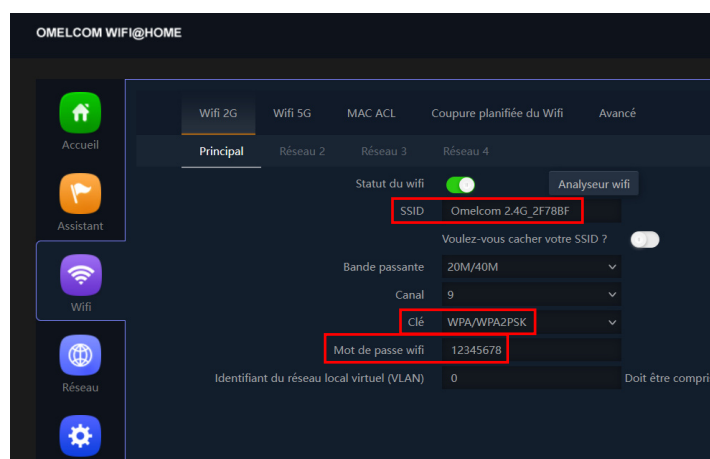 OMELCOM WIFI@HOME
Wifi 2G Wifi 5G MAC ACL Coupure planifiée du Wifi Avancé
Accueil
Principal Réseau 2 Réseau 3 Réseau 4
Statut du wifi Analyseur wifi
SSID Omelcom 2.4G_2F78BF
Assistant
Voulez-vous cacher votre SSID ?
Bande passante 20M/40M
Canal 9
Wifi
Clé WPA/WPA2PSK
Mot de passe wifi 12345678
Identifiant du réseau local virtuel (VLAN) 0 Doit être compri
Réseau